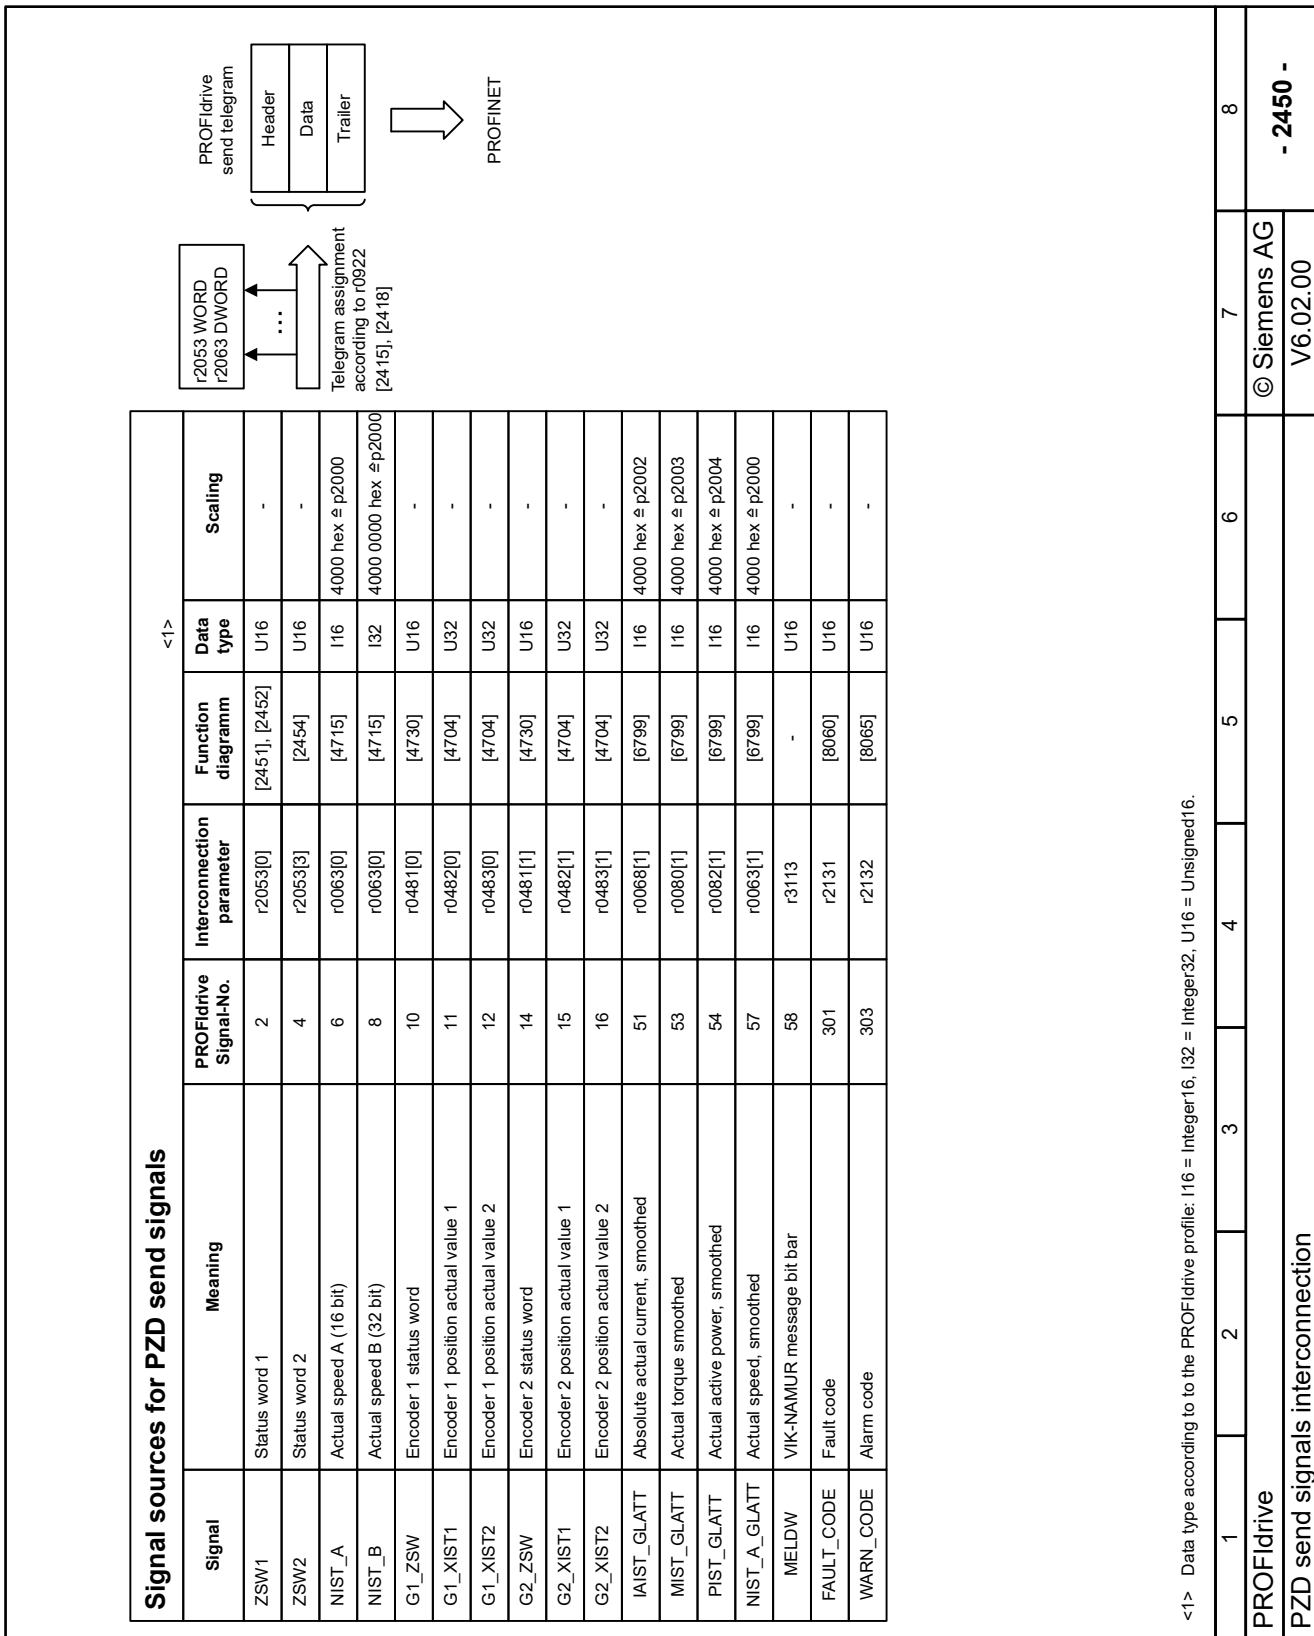 Signal sources for PZD send signals
<1>
Signal Meaning PROFIdrive Signal-No. Interconnection parameter Function diagramm Data type Scaling
ZSW1 Status word 1 2 r2053[0] [2451], [2452] U16 -
ZSW2 Status word 2 4 r2053[3] [2454] U16 -
NIST_A Actual speed A (16 bit) 6 r0063[0] [4715] I16 4000 hex ≙ p2000
NIST_B Actual speed B (32 bit) 8 r0063[0] [4715] I32 4000 0000 hex ≙p2000
G1_ZSW Encoder 1 status word 10 r0481[0] [4730] U16 -
G1_XIST1 Encoder 1 position actual value 1 11 r0482[0] [4704] U32 -
G1_XIST2 Encoder 1 position actual value 2 12 r0483[0] [4704] U32 -
G2_ZSW Encoder 2 status word 14 r0481[1] [4730] U16 -
G2_XIST1 Encoder 2 position actual value 1 15 r0482[1] [4704] U32 -
G2_XIST2 Encoder 2 position actual value 2 16 r0483[1] [4704] U32 -
IAIST_GLATT Absolute actual current, smoothed 51 r0068[1] [6799] I16 4000 hex ≙ p2002
MIST_GLATT Actual torque smoothed 53 r0080[1] [6799] I16 4000 hex ≙ p2003
PIST_GLATT Actual active power, smoothed 54 r0082[1] [6799] I16 4000 hex ≙ p2004
NIST_A_GLATT Actual speed, smoothed 57 r0063[1] [6799] I16 4000 hex ≙ p2000
MELDW VIK-NAMUR message bit bar 58 r3113 - U16 -
FAULT_CODE Fault code 301 r2131 [8060] U16 -
WARN_CODE Alarm code 303 r2132 [8065] U16 -
r2053 WORD
r2063 DWORD
...
Telegram assignment
according to r0922
[2415], [2418]
PROFIdrive
send telegram
Header
Data
Trailer
PROFINET
<1> Data type according to to the PROFIdrive profile: I16 = Integer16, I32 = Integer32, U16 = Unsigned16.
1 2 3 4 5 6 7 8
PROFIdrive
PZD send signals interconnection
© Siemens AG
V6.02.00
- 2450 -